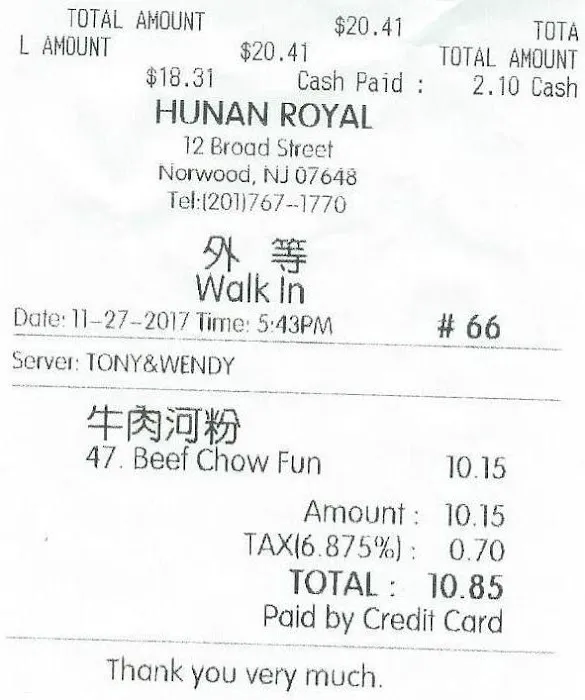 TOTAL AMOUNT $20.41 TOTA
L AMOUNT $20.41 TOTAL AMOUNT
$18.31 Cash Paid : 2.10 Cash
HUNAN ROYAL
12 Broad Street
Norwood, NJ 07648
Tel:(201)767--1770
外 等
Walk In
Date: 11-27-2017 Time: 5:43PM # 66
Server: TONY&WENDY
牛肉河粉
47. Beef Chow Fun 10.15
Amount : 10.15
TAX(6.875%) : 0.70
TOTAL : 10.85
Paid by Credit Card
Thank you very much.